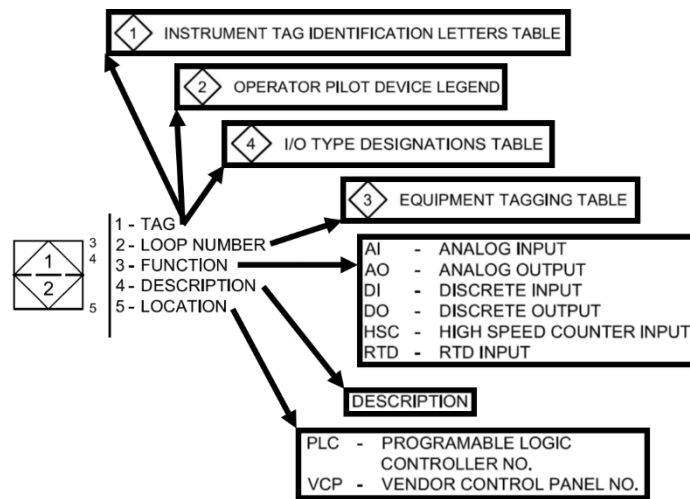 1 INSTRUMENT TAG IDENTIFICATION LETTERS TABLE
2 OPERATOR PILOT DEVICE LEGEND
4 I/O TYPE DESIGNATIONS TABLE
3 EQUIPMENT TAGGING TABLE
1 - TAG
2 - LOOP NUMBER
3 - FUNCTION
4 - DESCRIPTION
5 - LOCATION
1
2
3
4
5
AI - ANALOG INPUT
AO - ANALOG OUTPUT
DI - DISCRETE INPUT
DO - DISCRETE OUTPUT
HSC - HIGH SPEED COUNTER INPUT
RTD - RTD INPUT
DESCRIPTION
PLC - PROGRAMABLE LOGIC
CONTROLLER NO.
VCP - VENDOR CONTROL PANEL NO.